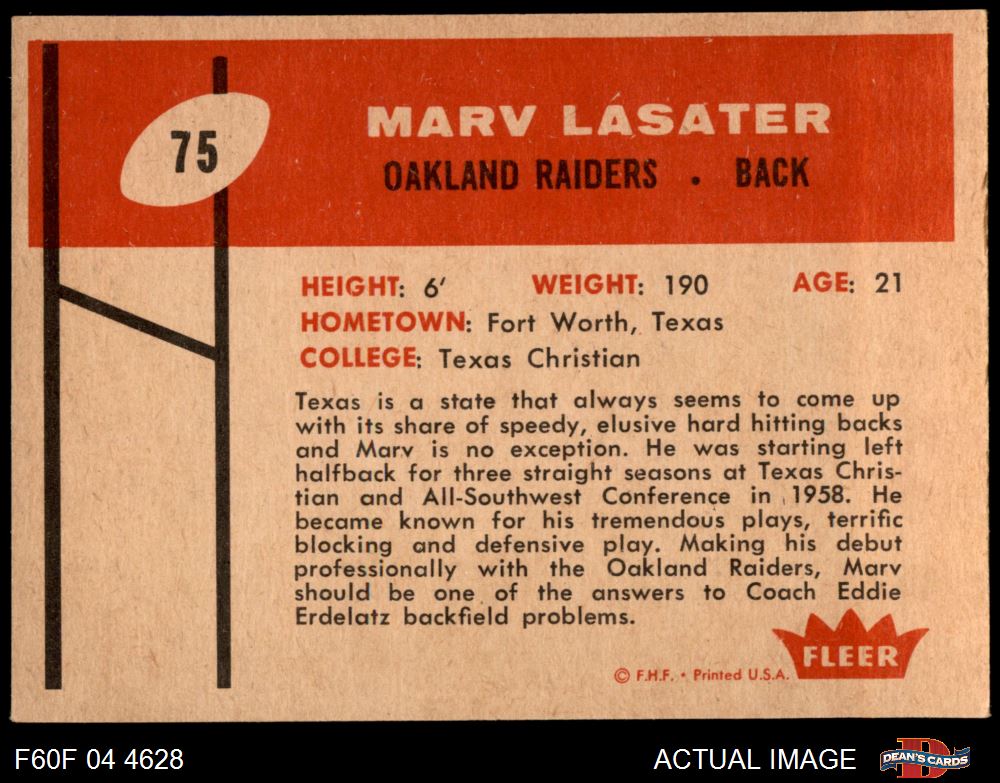 75
MARV LASATER
OAKLAND RAIDERS . BACK
HEIGHT: 6' WEIGHT: 190 AGE: 21
HOMETOWN: Fort Worth, Texas
COLLEGE: Texas Christian
Texas is a state that always seems to come up
with its share of speedy, elusive hard hitting backs
and Marv is no exception. He was starting left
halfback for three straight seasons at Texas Chris-
tian and All-Southwest Conference in 1958. He
became known for his tremendous plays, terrific
blocking and defensive play. Making his debut
professionally with the Oakland Raiders, Marv
should be one of the answers to Coach Eddie
Erdelatz backfield problems.
FLEER
© F.H.F. • Printed U.S.A.
F60F 04 4628 ACTUAL IMAGE D DEAN'S CARDS